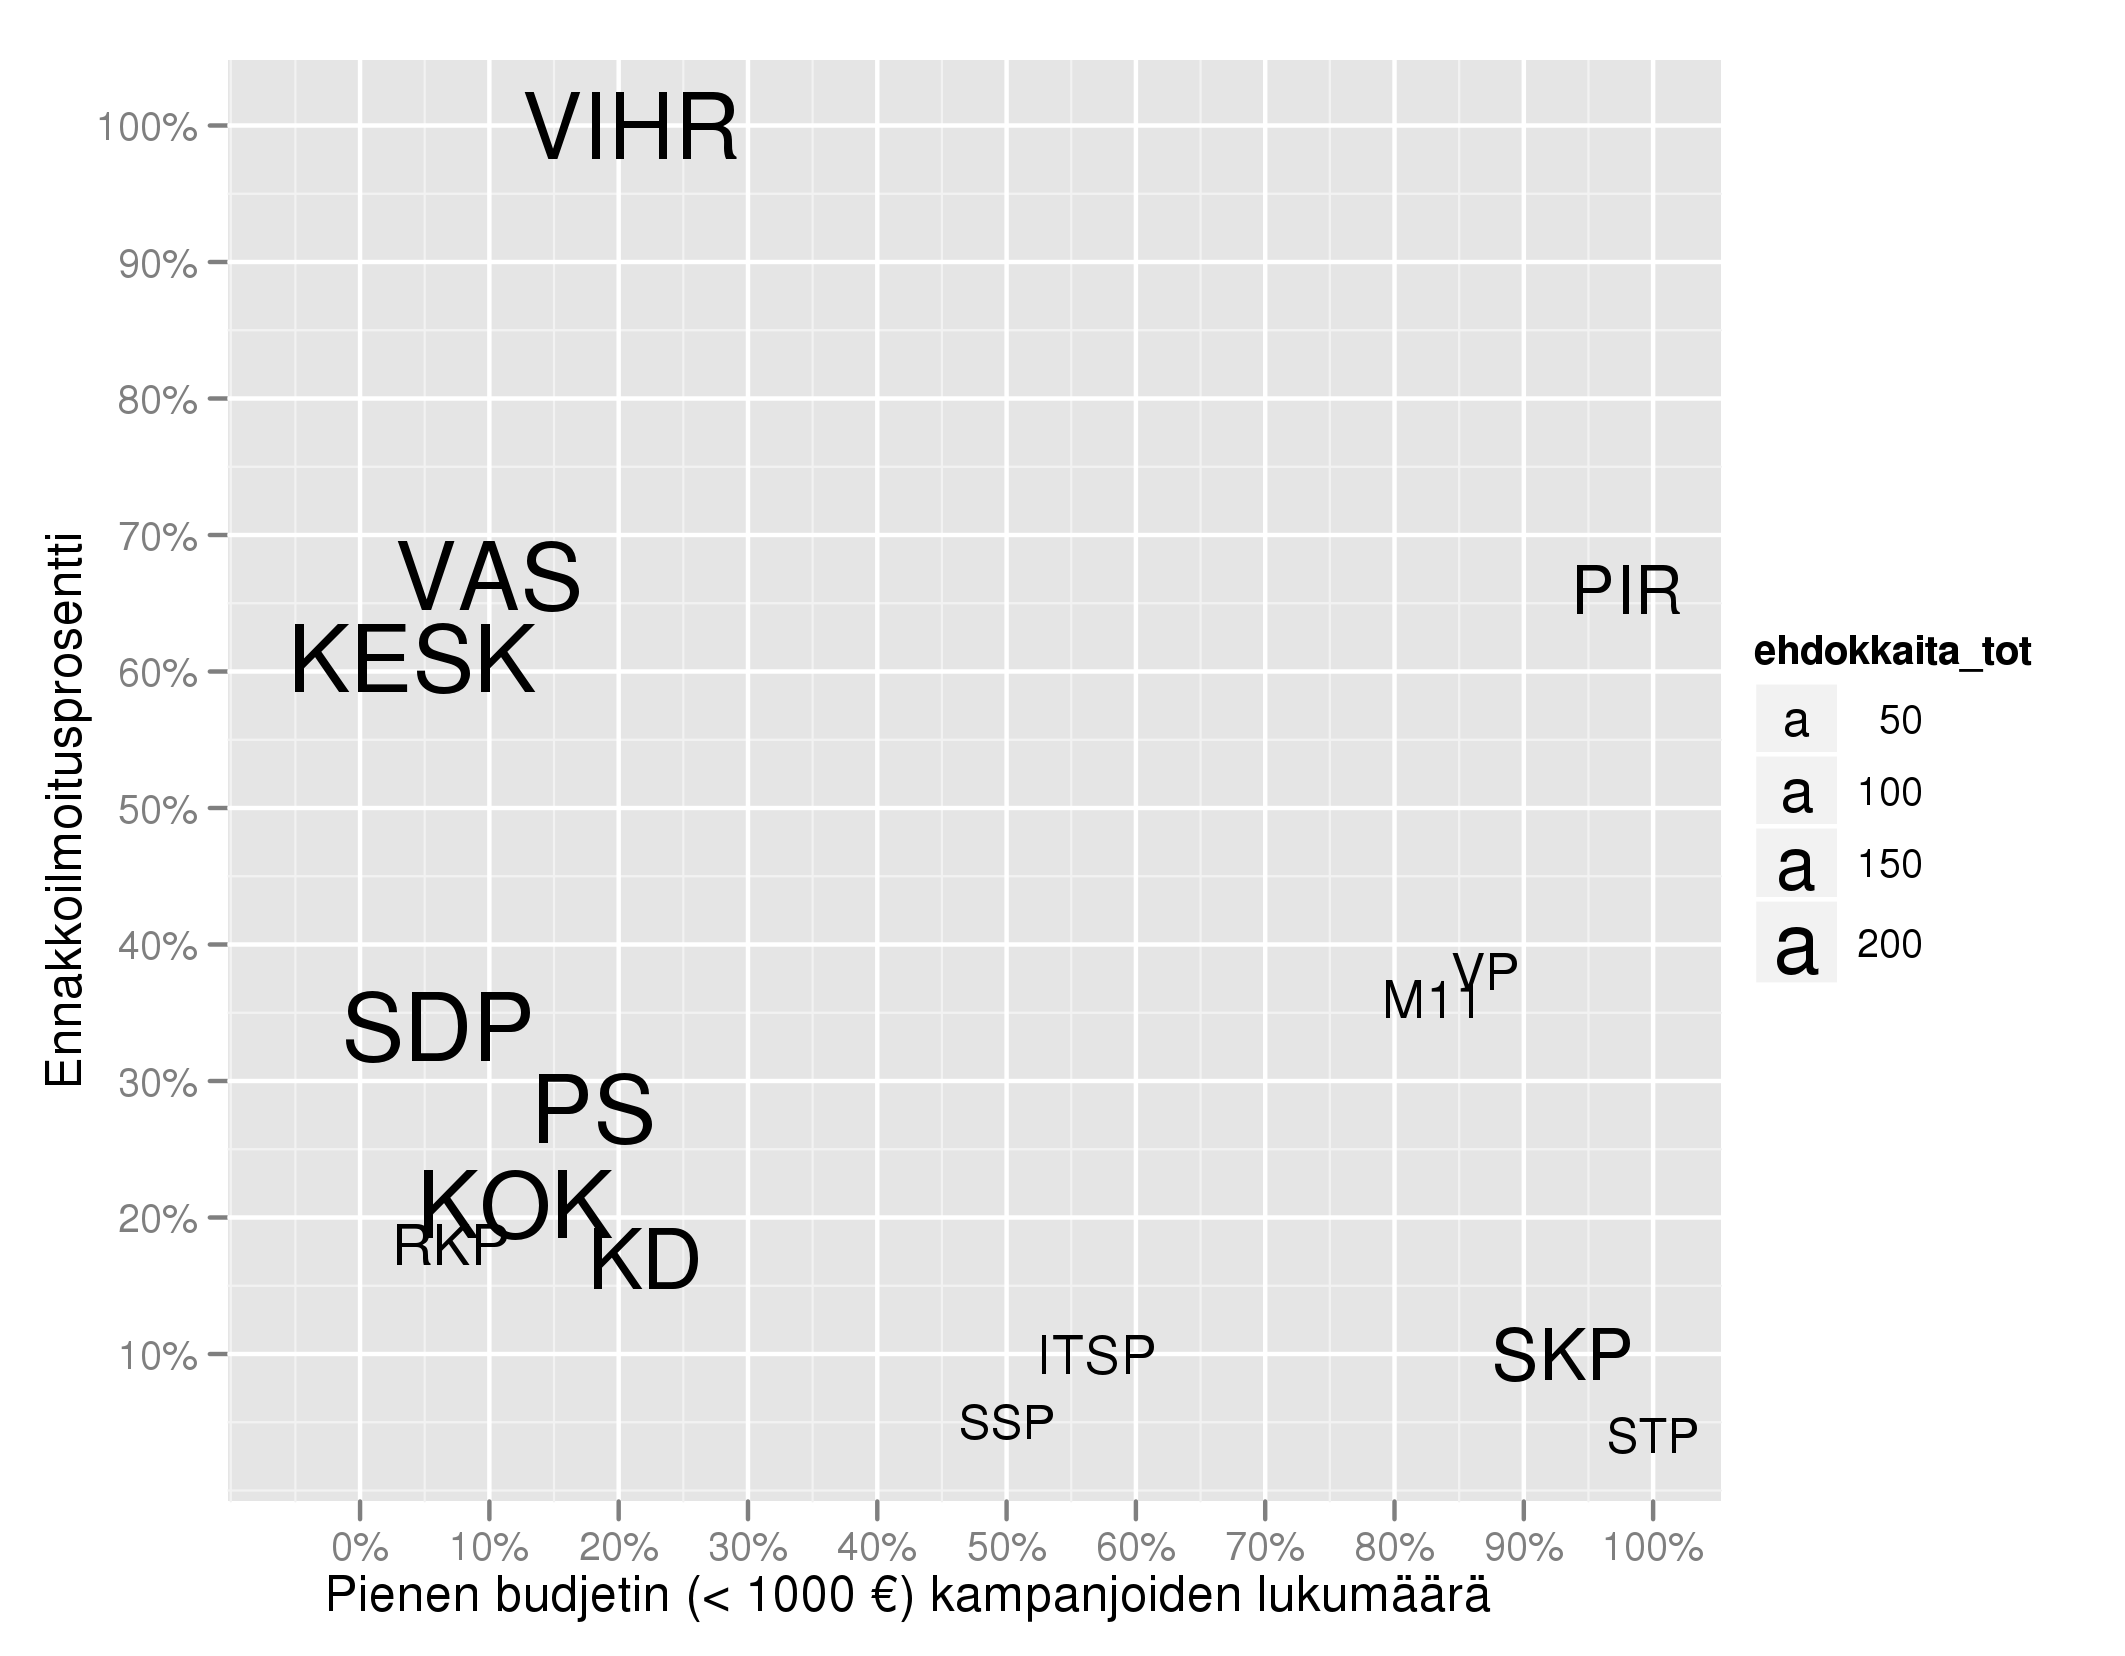 100%
90%
80%
70%
60%
50%
40%
30%
20%
10%
Ennakkoilmoitusprosentti
VIHR
VAS
PIR
KESK
VP
M11
SDP
PS
KOK
RKP
KD
ITSP
SKP
SSP
STP
0% 10% 20% 30% 40% 50% 60% 70% 80% 90% 100%
Pienen budjetin (< 1000 €) kampanjoiden lukumäärä
ehdokkaita_tot
a 50
a 100
a 150
a 200